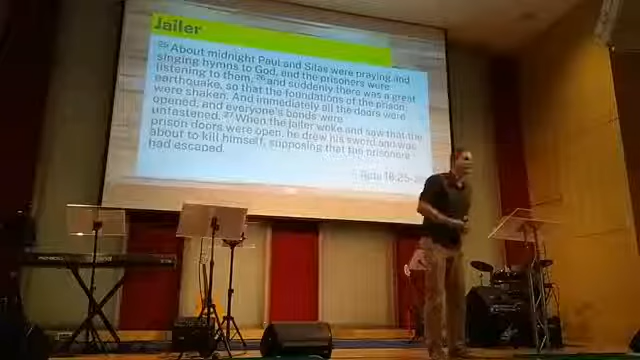 Jailer
25 About midnight Paul and Silas were praying and
singing hymns to God, and the prisoners were
listening to them, 26 and suddenly there was a great
earthquake, so that the foundations of the prison
were shaken. And immediately all the doors were
opened, and everyone's bonds were
unfastened. 27 When the jailer woke and saw that the
prison doors were open, he drew his sword and was
about to kill himself, supposing that the prisoners
had escaped.
Acts 16:25-